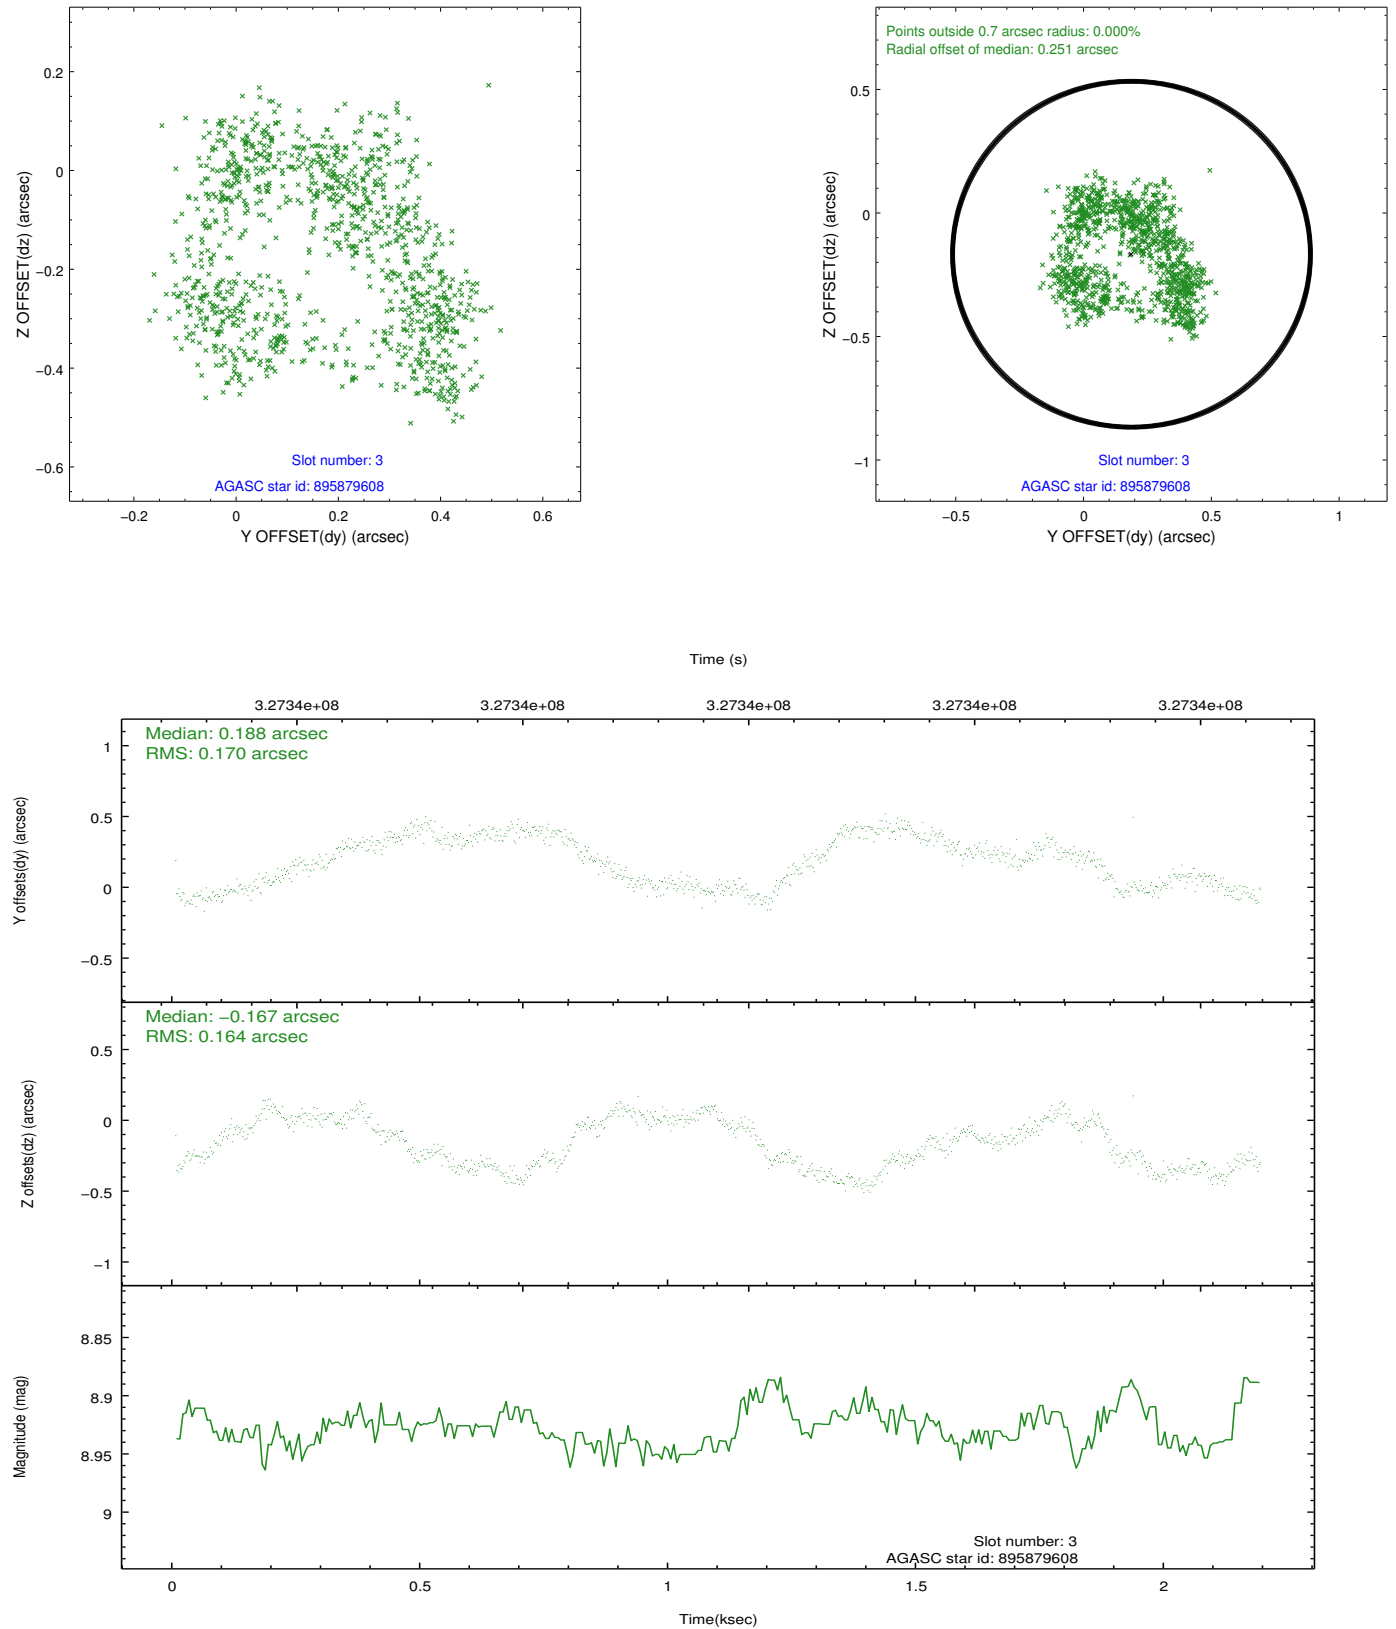 0.2
0
−0.2
−0.4
−0.6
Z OFFSET(dz) (arcsec)
Slot number: 3
AGASC star id: 895879608
−0.2
0
0.2
0.4
0.6
Y OFFSET(dy) (arcsec)
Points outside 0.7 arcsec radius: 0.000%
Radial offset of median: 0.251 arcsec
0.5
0
−0.5
−1
Z OFFSET(dz) (arcsec)
Slot number: 3
AGASC star id: 895879608
−0.5
0
0.5
1
Y OFFSET(dy) (arcsec)
Time (s)
3.2734e+08
3.2734e+08
3.2734e+08
3.2734e+08
3.2734e+08
Median: 0.188 arcsec
RMS: 0.170 arcsec
1
0.5
0
−0.5
Y offsets(dy) (arcsec)
Median: −0.167 arcsec
RMS: 0.164 arcsec
0.5
0
−0.5
−1
Z offsets(dz) (arcsec)
8.85
8.9
8.95
9
Magnitude (mag)
Slot number: 3
AGASC star id: 895879608
0
0.5
1
1.5
2
Time(ksec)